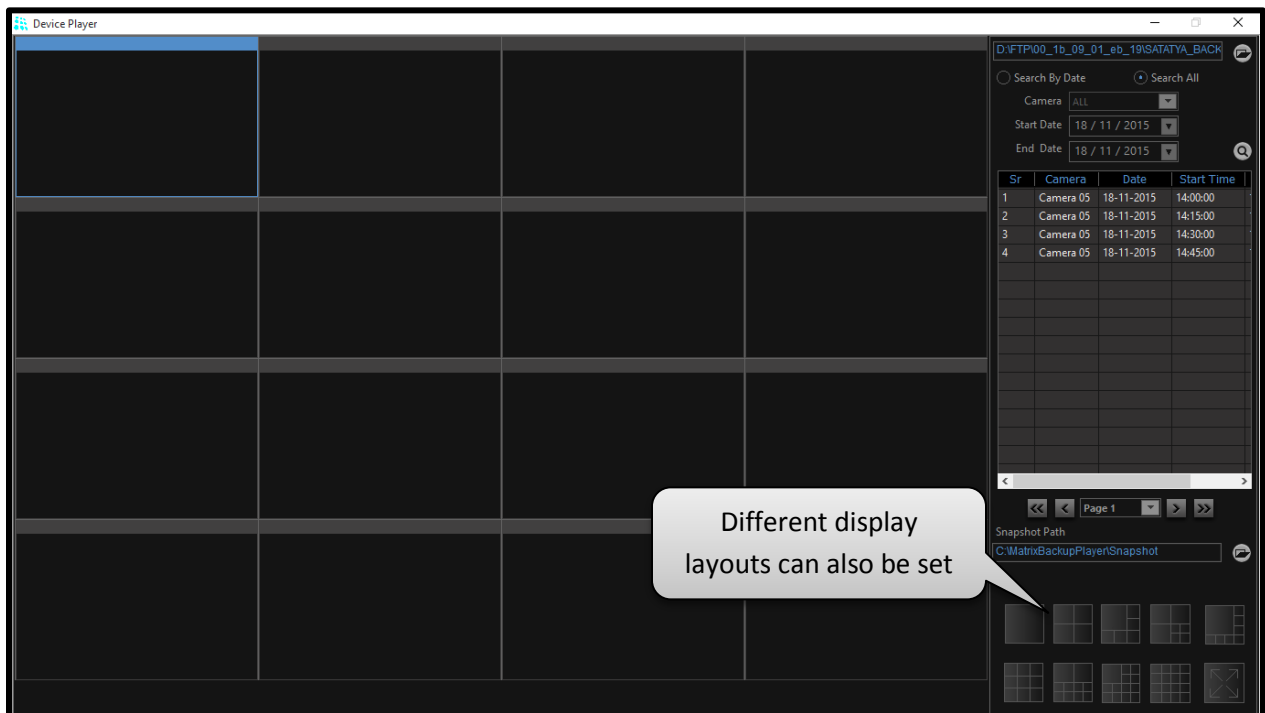 Device Player
D:\FTP\00_1b_09_01_eb_19\SATATYA_BACK
Search By Date
Search All
Camera ALL
Start Date 18 / 11 / 2015
End Date 18 / 11 / 2015
Sr Camera Date Start Time
1 Camera 05 18-11-2015 14:00:00
2 Camera 05 18-11-2015 14:15:00
3 Camera 05 18-11-2015 14:30:00
4 Camera 05 18-11-2015 14:45:00
Page 1
Snapshot Path
C:\MatrixBackupPlayer\Snapshot
Different display
layouts can also be set